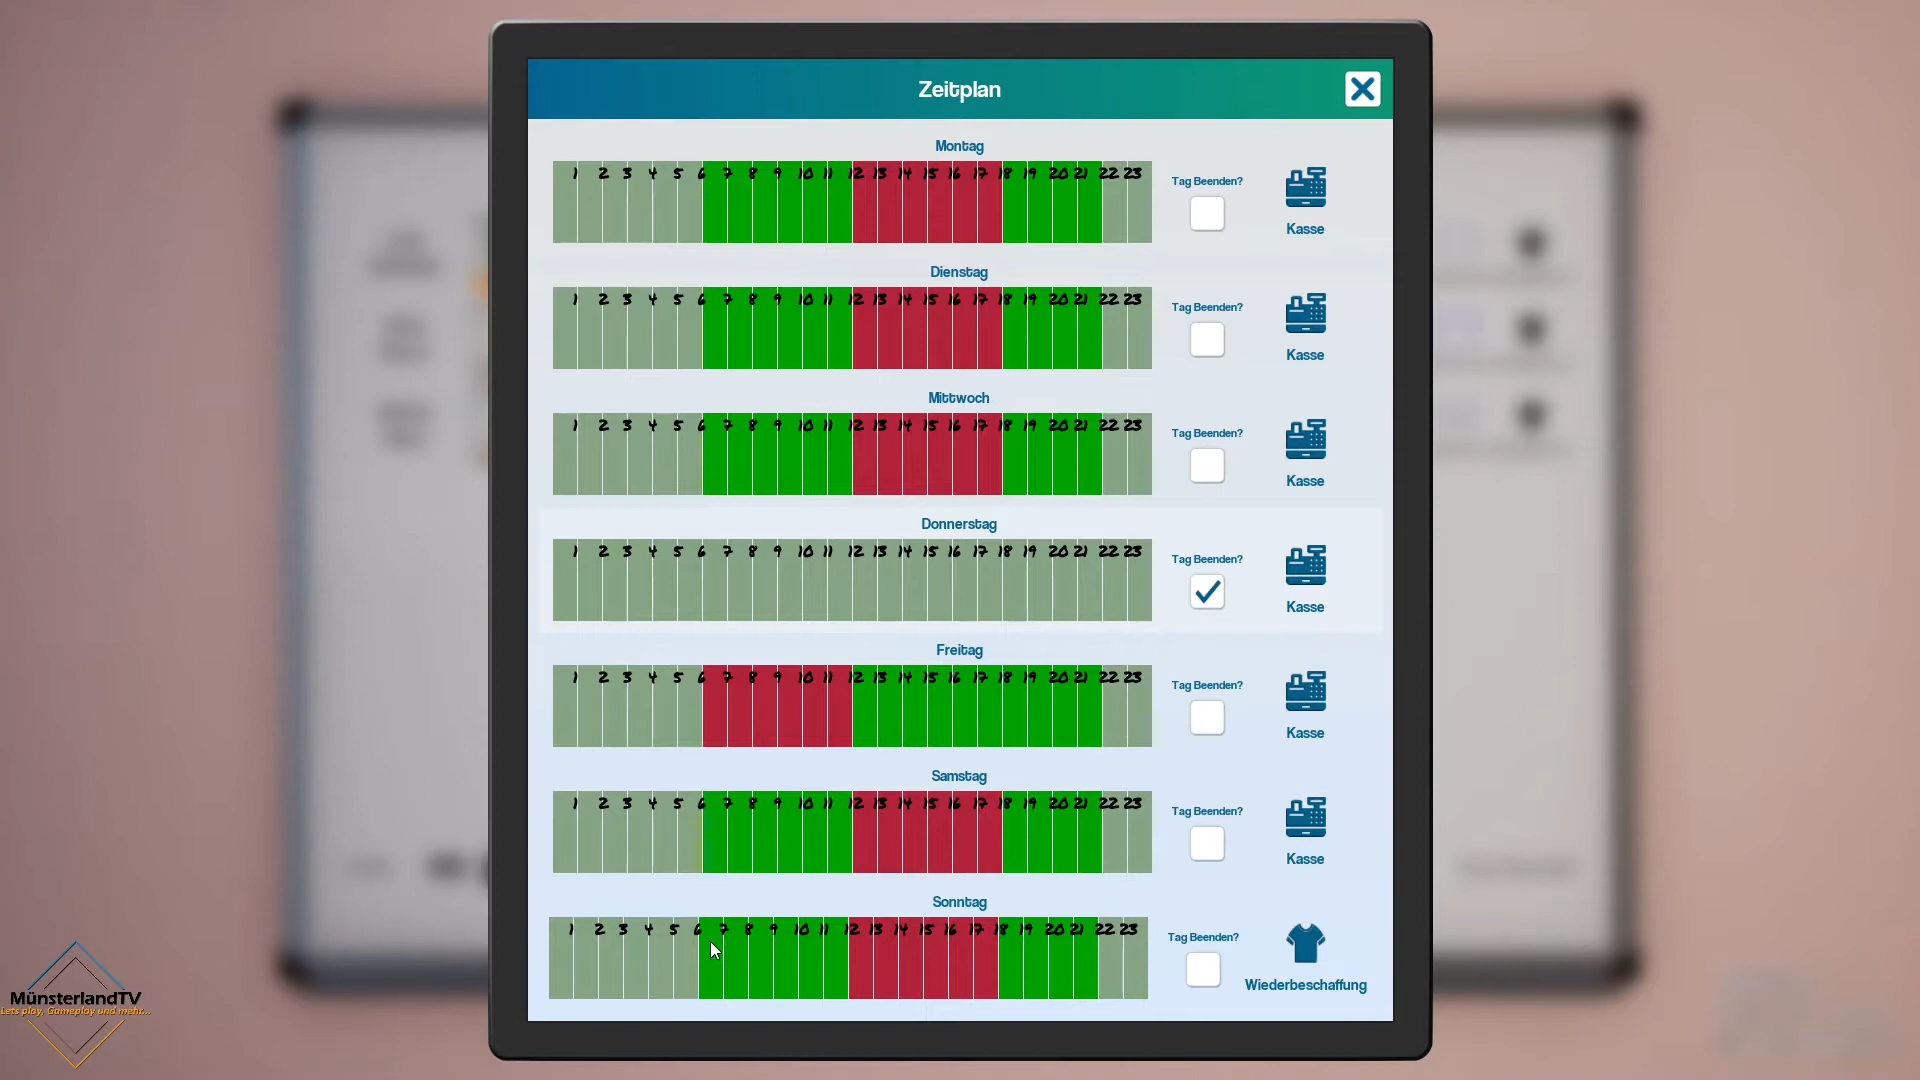 Zeitplan
Montag
1 2 3 4 5 6 7 8 9 10 11 12 13 14 15 16 17 18 19 20 21 22 23
Tag Beenden?
Kasse
Dienstag
1 2 3 4 5 6 7 8 9 10 11 12 13 14 15 16 17 18 19 20 21 22 23
Tag Beenden?
Kasse
Mittwoch
1 2 3 4 5 6 7 8 9 10 11 12 13 14 15 16 17 18 19 20 21 22 23
Tag Beenden?
Kasse
Donnerstag
1 2 3 4 5 6 7 8 9 10 11 12 13 14 15 16 17 18 19 20 21 22 23
Tag Beenden?
Kasse
Freitag
1 2 3 4 5 6 7 8 9 10 11 12 13 14 15 16 17 18 19 20 21 22 23
Tag Beenden?
Kasse
Samstag
1 2 3 4 5 6 7 8 9 10 11 12 13 14 15 16 17 18 19 20 21 22 23
Tag Beenden?
Kasse
Sonntag
1 2 3 4 5 6 7 8 9 10 11 12 13 14 15 16 17 18 19 20 21 22 23
Tag Beenden?
Wiederbeschaffung
MünsterlandTV
Lets play, Gameplay und mehr...